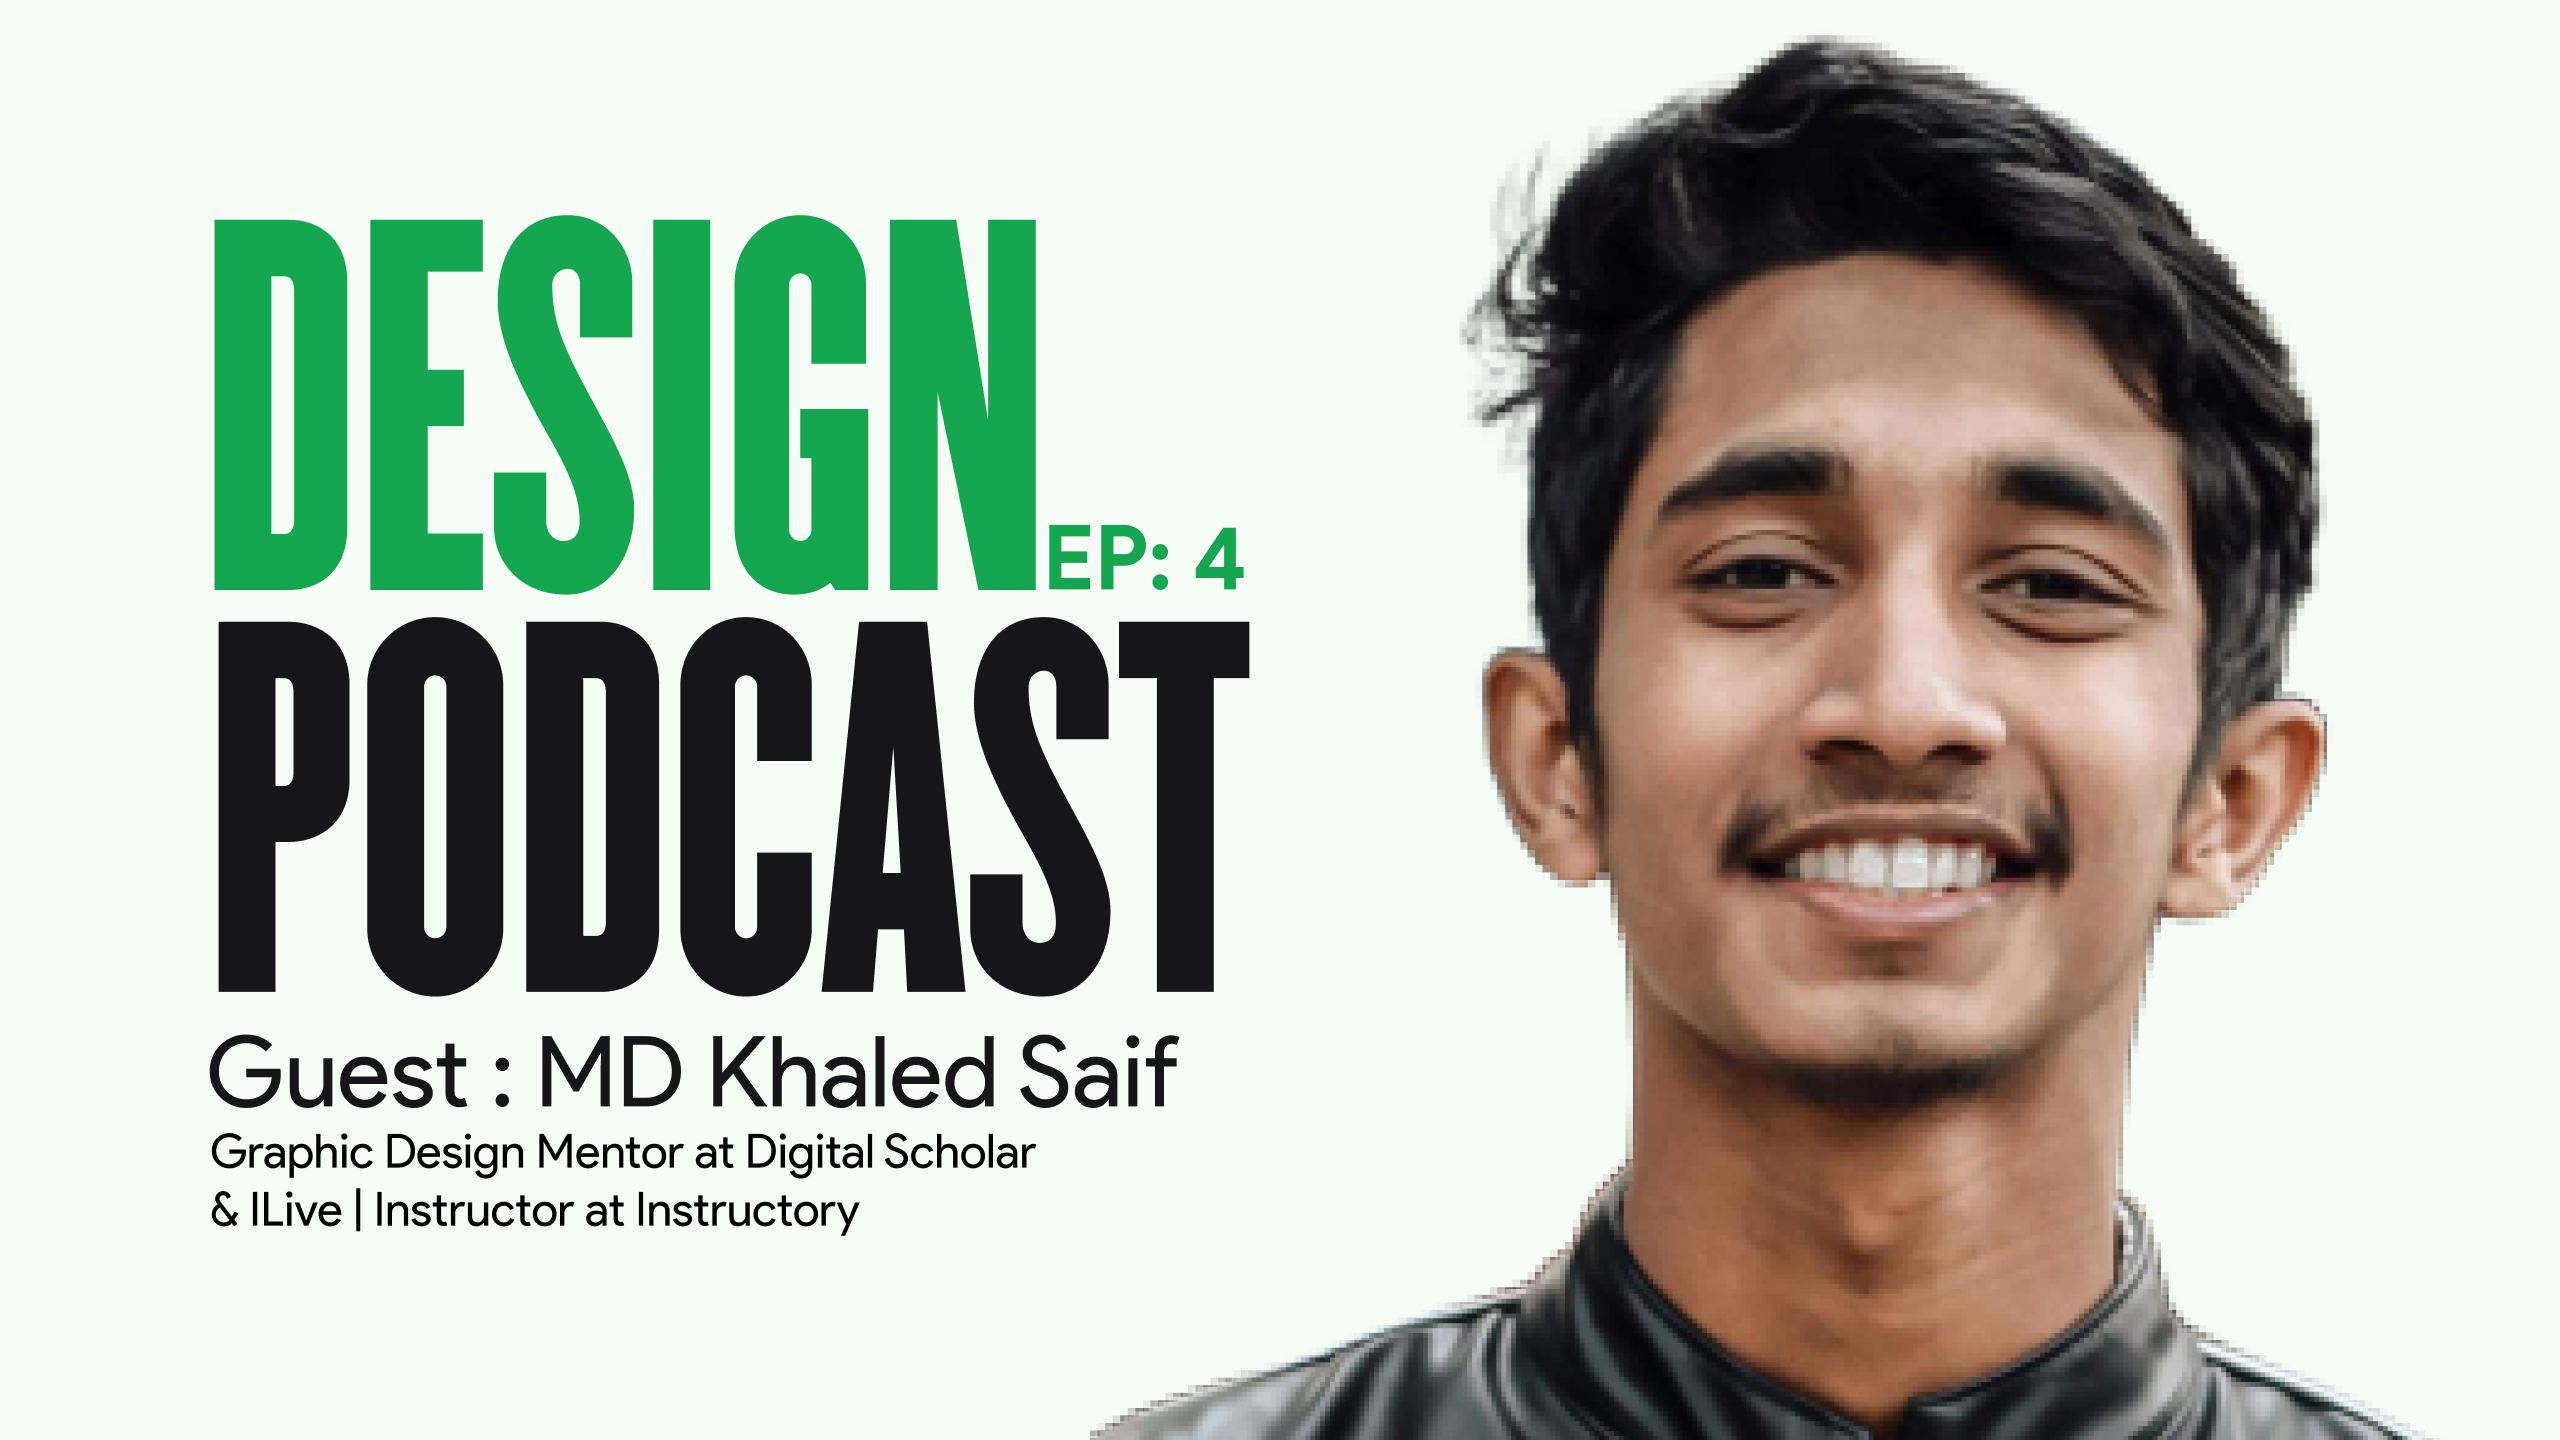 DESIGN EP: 4
PODCAST
Guest : MD Khaled Saif
Graphic Design Mentor at Digital Scholar
& ILive | Instructor at Instructory